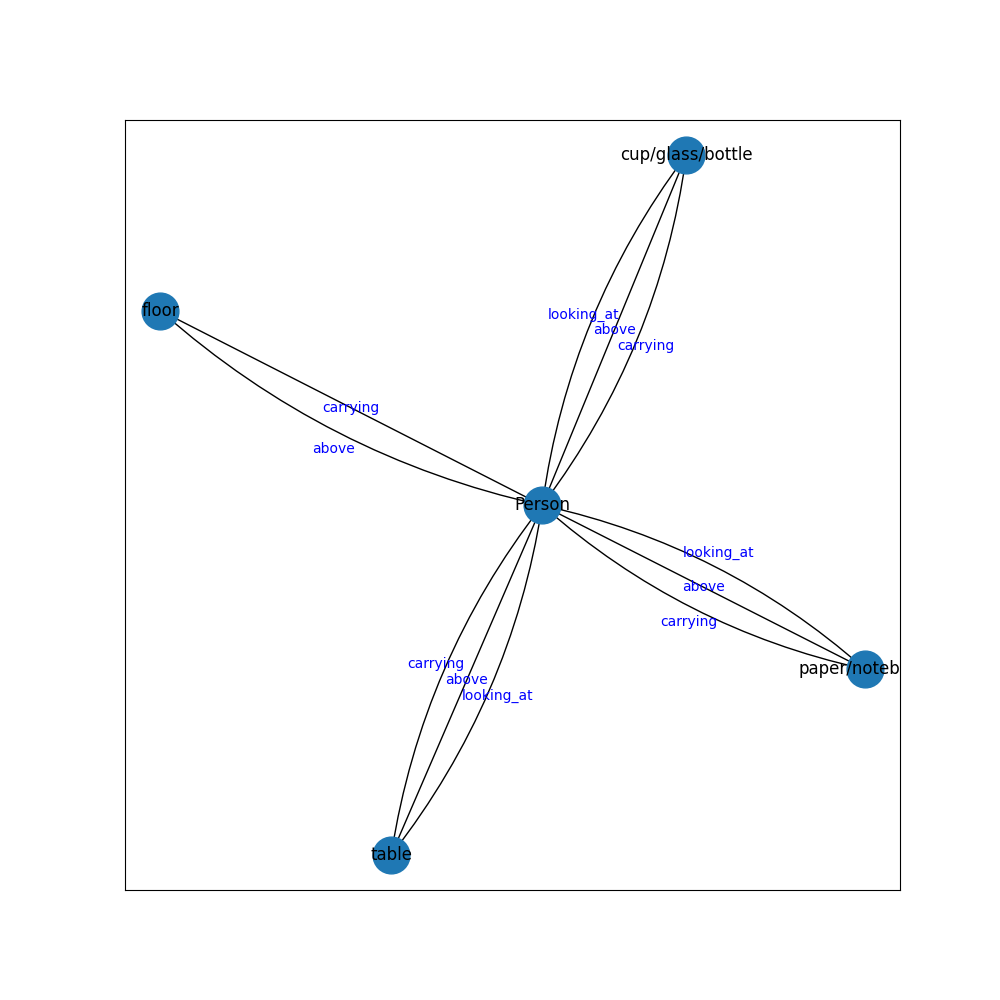 cup/glass/bottle
floor
looking_at
above
carrying
carrying
above
Person
looking_at
above
carrying
carrying
above
looking_at
paper/noteb
table